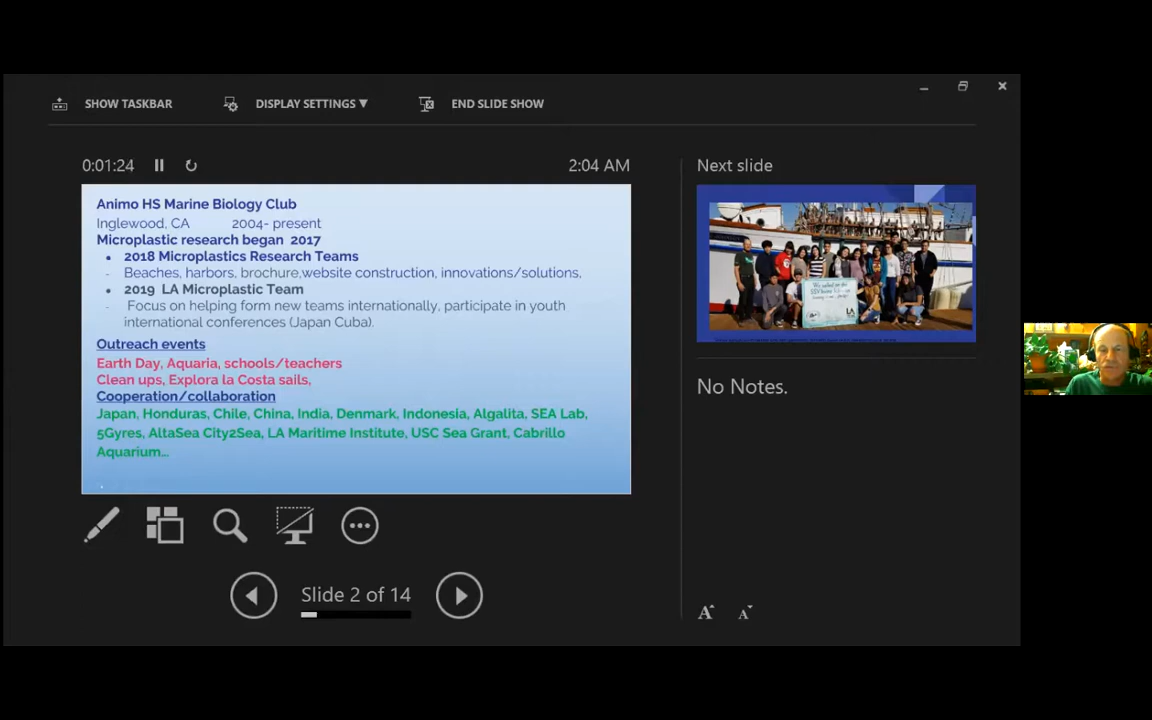 SHOW TASKBAR
DISPLAY SETTINGS ▼
END SLIDE SHOW
0:01:24
2:04 AM
Animo HS Marine Biology Club
Inglewood, CA 2004- present
Microplastic research began 2017
• 2018 Microplastics Research Teams
- Beaches, harbors, brochure,website construction, innovations/solutions,
• 2019 LA Microplastic Team
- Focus on helping form new teams internationally, participate in youth
international conferences (Japan Cuba).
Outreach events
Earth Day, Aquaria, schools/teachers
Clean ups, Explora la Costa sails,
Cooperation/collaboration
Japan, Honduras, Chile, China, India, Denmark, Indonesia, Algalita, SEA Lab,
5Gyres, AltaSea City2Sea, LA Maritime Institute, USC Sea Grant, Cabrillo
Aquarium...
.
Slide 2 of 14
Next slide
LA
No Notes.
A A